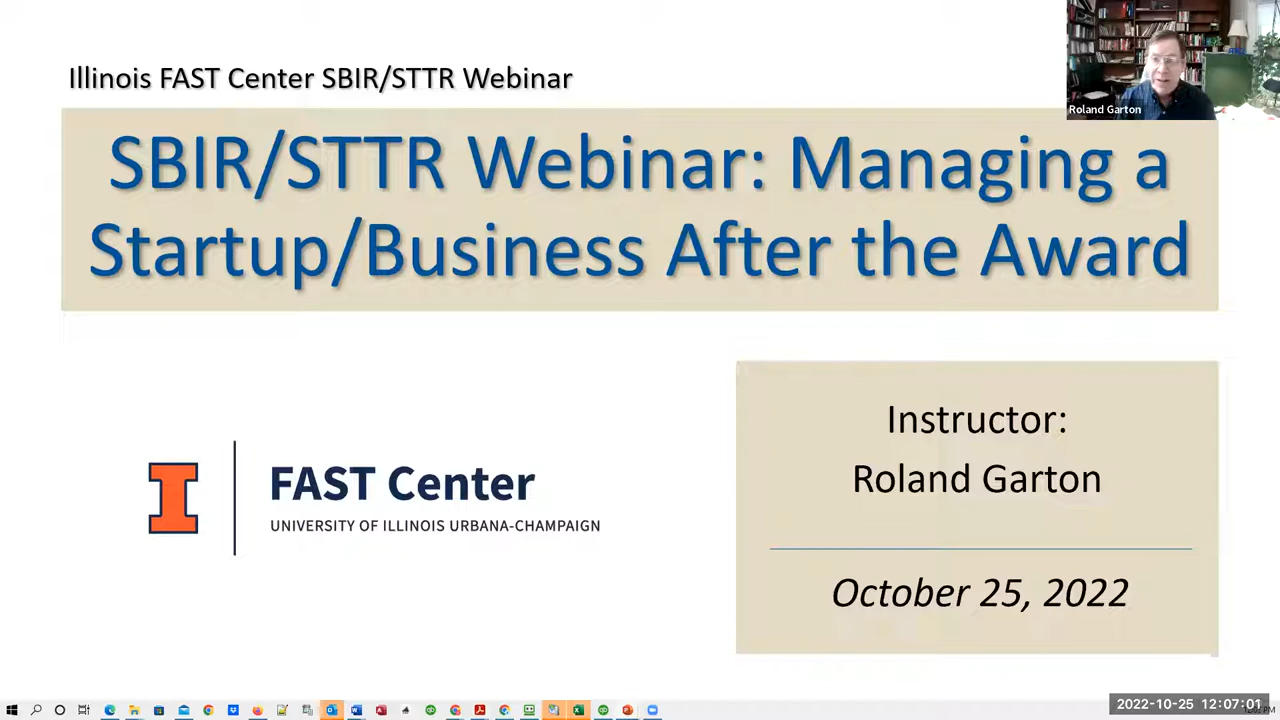 Illinois FAST Center SBIR/STTR Webinar
Roland Garton
SBIR/STTR Webinar: Managing a
Startup/Business After the Award
FAST Center
UNIVERSITY OF ILLINOIS URBANA-CHAMPAIGN
Instructor:
Roland Garton
October 25, 2022
2022-10-25 12:07:01